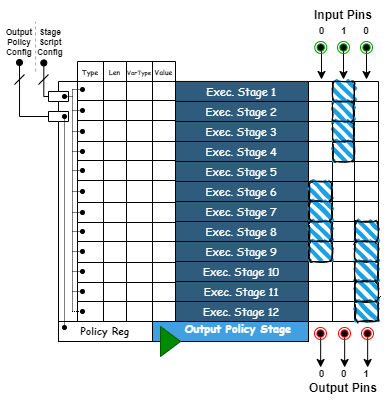 Output
Policy
Config
Stage
Script
Config
Input Pins
0 1 0
Type Len VarType Value
Exec. Stage 1
Exec. Stage 2
Exec. Stage 3
Exec. Stage 4
Exec. Stage 5
Exec. Stage 6
Exec. Stage 7
Exec. Stage 8
Exec. Stage 9
Exec. Stage 10
Exec. Stage 11
Exec. Stage 12
Policy Reg Output Policy Stage
0 0 1
Output Pins